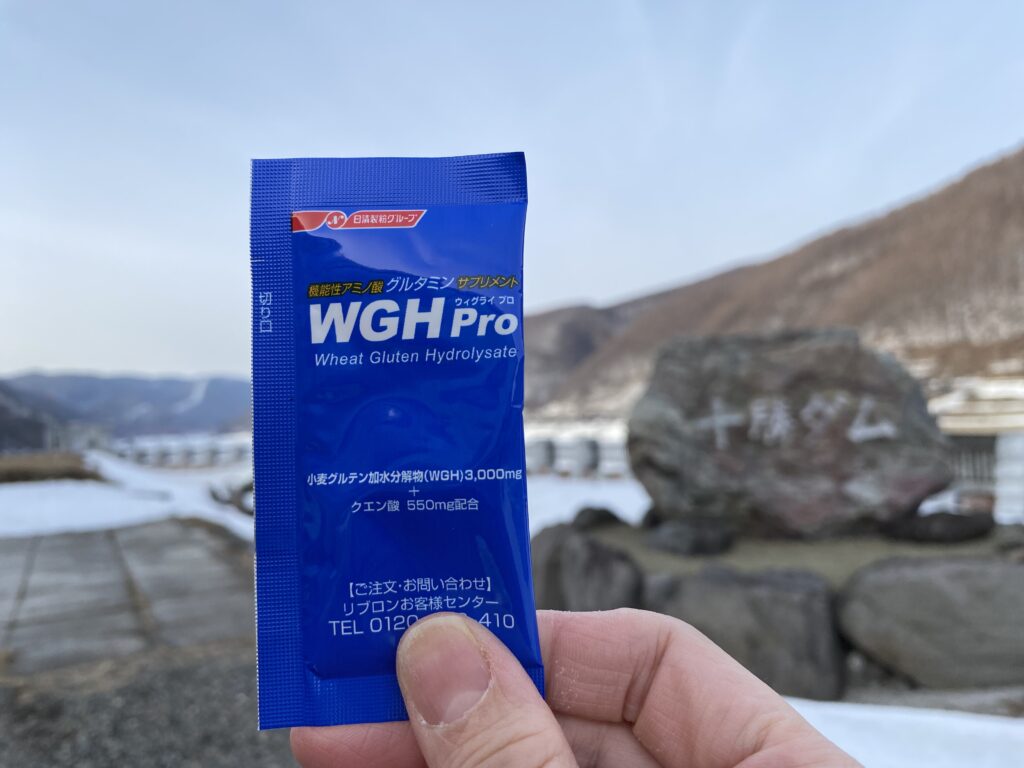 日清製粉グループ
機能性アミノ酸 グルタミン サプリメント
ウィグライ プロ
WGH Pro
Wheat Gluten Hydrolysate
切り口
小麦グルテン加水分解物(WGH)3,000mg
+
クエン酸 550mg配合
【ご注文・お問い合わせ】
リブロンお客様センター
TEL 0120 410
十勝ダム